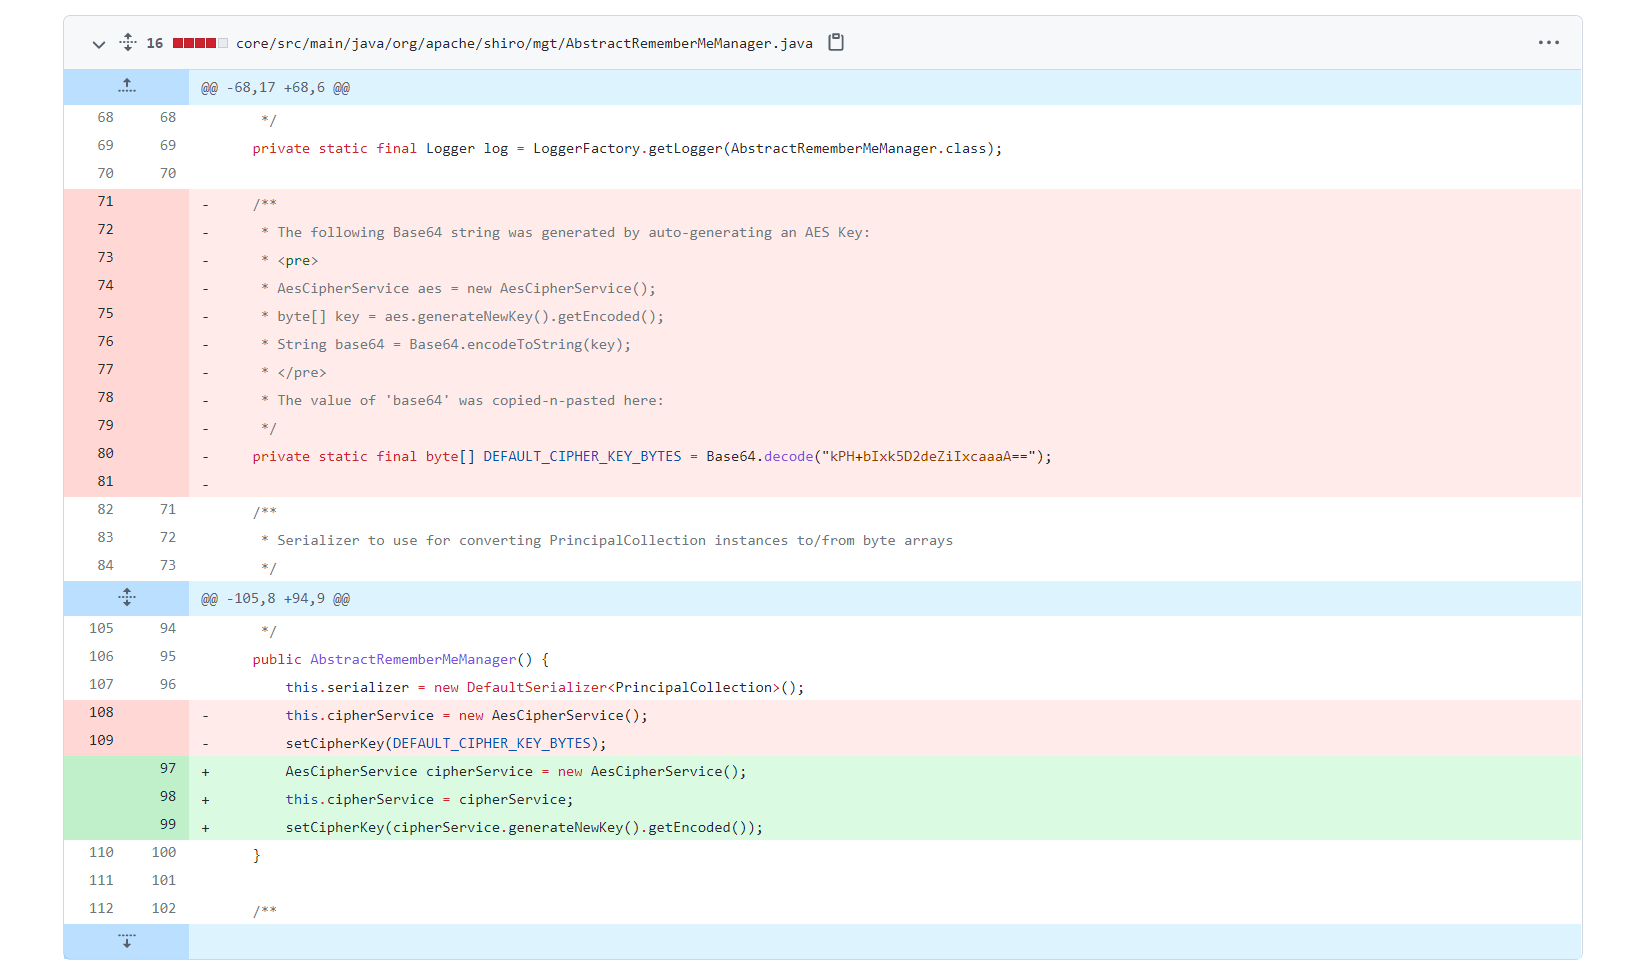 16 core/src/main/java/org/apache/shiro/mgt/AbstractRememberMeManager.java
@@ -68,17 +68,6 @@
68 68 */
69 69 private static final Logger log = LoggerFactory.getLogger(AbstractRememberMeManager.class);
70 70
71 - /**
72 - * The following Base64 string was generated by auto-generating an AES Key:
73 - * <pre>
74 - * AesCipherService aes = new AesCipherService();
75 - * byte[] key = aes.generateNewKey().getEncoded();
76 - * String base64 = Base64.encodeToString(key);
77 - * </pre>
78 - * The value of 'base64' was copied-n-pasted here:
79 - */
80 - private static final byte[] DEFAULT_CIPHER_KEY_BYTES = Base64.decode("kPH+bIxk5D2deZiIxcaaaA==");
81 -
82 71 /**
83 72 * Serializer to use for converting PrincipalCollection instances to/from byte arrays
84 73 */
@@ -105,8 +94,9 @@
105 94 */
106 95 public AbstractRememberMeManager() {
107 96 this.serializer = new DefaultSerializer<PrincipalCollection>();
108 - this.cipherService = new AesCipherService();
109 - setCipherKey(DEFAULT_CIPHER_KEY_BYTES);
97 + AesCipherService cipherService = new AesCipherService();
98 + this.cipherService = cipherService;
99 + setCipherKey(cipherService.generateNewKey().getEncoded());
110 100 }
111 101
112 102 /**